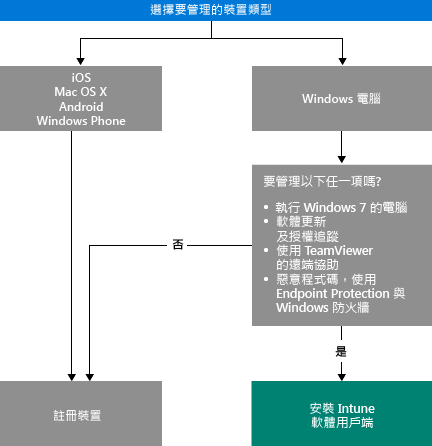 選擇要管理的裝置類型
iOS
Mac OS X
Android
Windows Phone
Windows 電腦
要管理以下任一項嗎?
• 執行 Windows 7 的電腦
• 軟體更新
及授權追蹤
• 使用 TeamViewer
的遠端協助
• 惡意程式碼，使用
Endpoint Protection 與
Windows 防火牆
否
是
註冊裝置
安裝 Intune
軟體用戶端